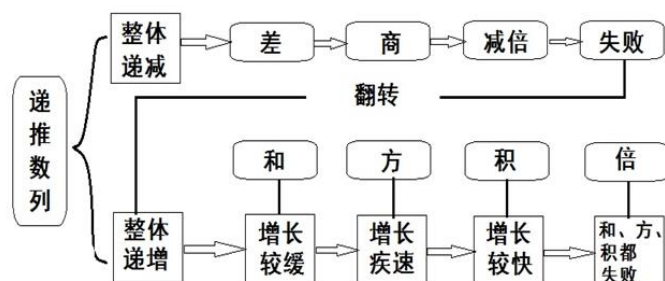 递推数列
整体
递减
差
商
减倍
失败
翻转
和
方
积
倍
整体
递增
增长
较缓
增长
疾速
增长
较快
和、方、
积都
失败